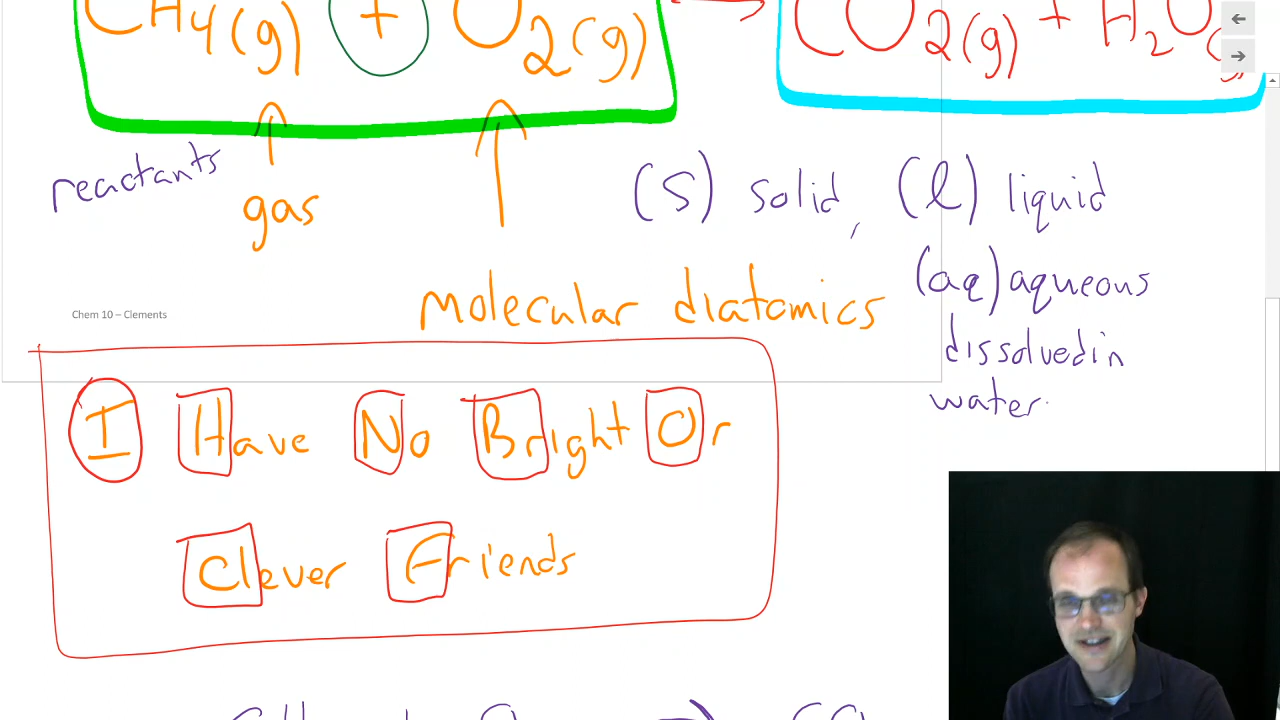 CH4(g) + O2(g) → CO2(g) + H2O(g)
reactants
gas
(s) solid, (l) liquid
(aq) aqueous
dissolved in
water.
molecular diatomics
Chem 10 – Clements
I Have No Bright Or
Clever Friends